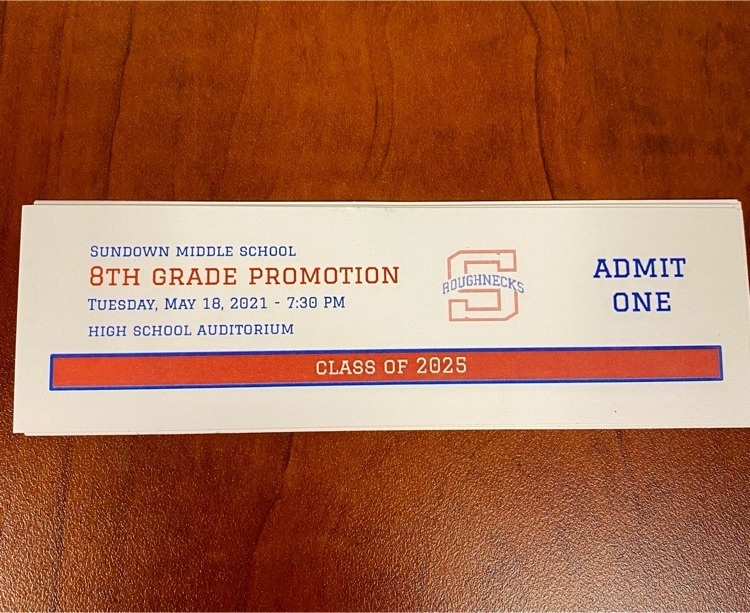 SUNDOWN MIDDLE SCHOOL
8TH GRADE PROMOTION
TUESDAY, MAY 18, 2021 - 7:30 PM
HIGH SCHOOL AUDITORIUM
S
ROUGHNECKS
ADMIT
ONE
CLASS OF 2025